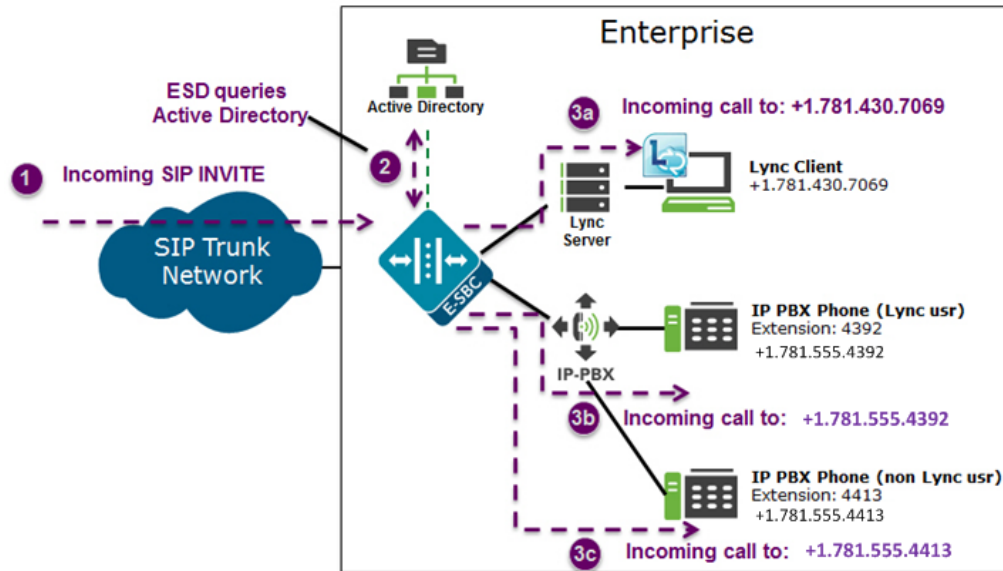 Enterprise
ESD queries
Active Directory
Active Directory
3a
Incoming call to: +1.781.430.7069
2
1
Incoming SIP INVITE
L
Lync Client
+1.781.430.7069
Lync
Server
SIP Trunk
Network
E-SBC
IP PBX Phone (Lync usr)
Extension: 4392
+1.781.555.4392
IP-PBX
3b
Incoming call to: +1.781.555.4392
IP PBX Phone (non Lync usr)
Extension: 4413
+1.781.555.4413
3c
Incoming call to: +1.781.555.4413